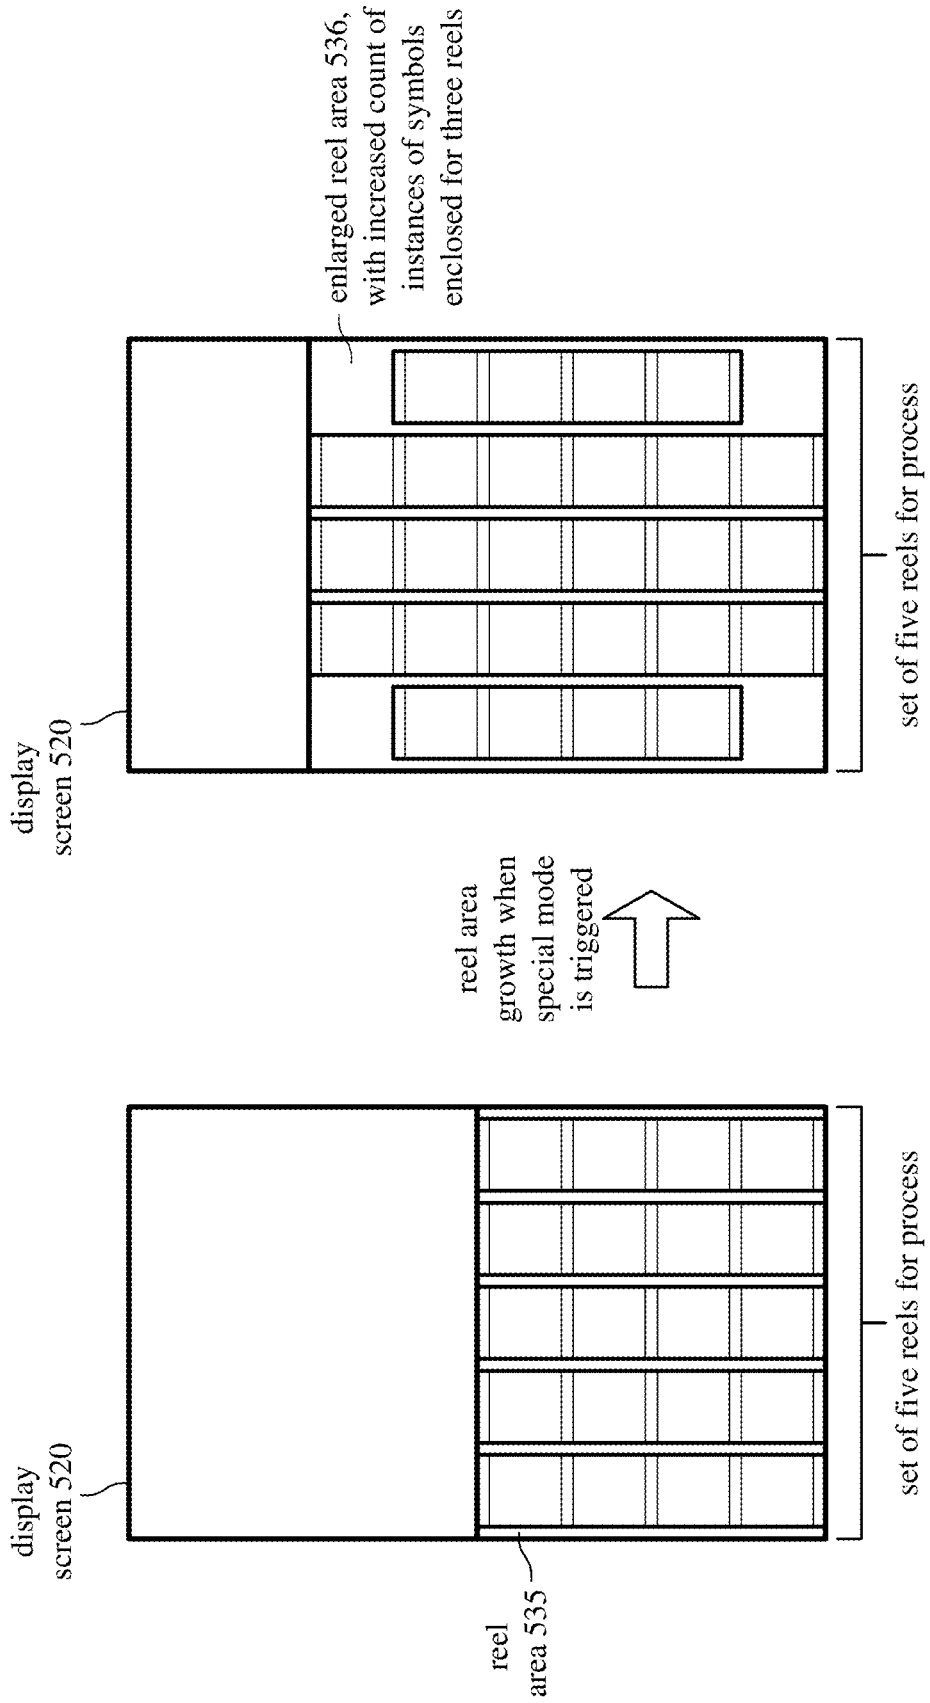 display
screen 520
reel
area 535
set of five reels for process
reel area
growth when
special mode
is triggered
display
screen 520
enlarged reel area 536,
with increased count of
instances of symbols
enclosed for three reels
set of five reels for process